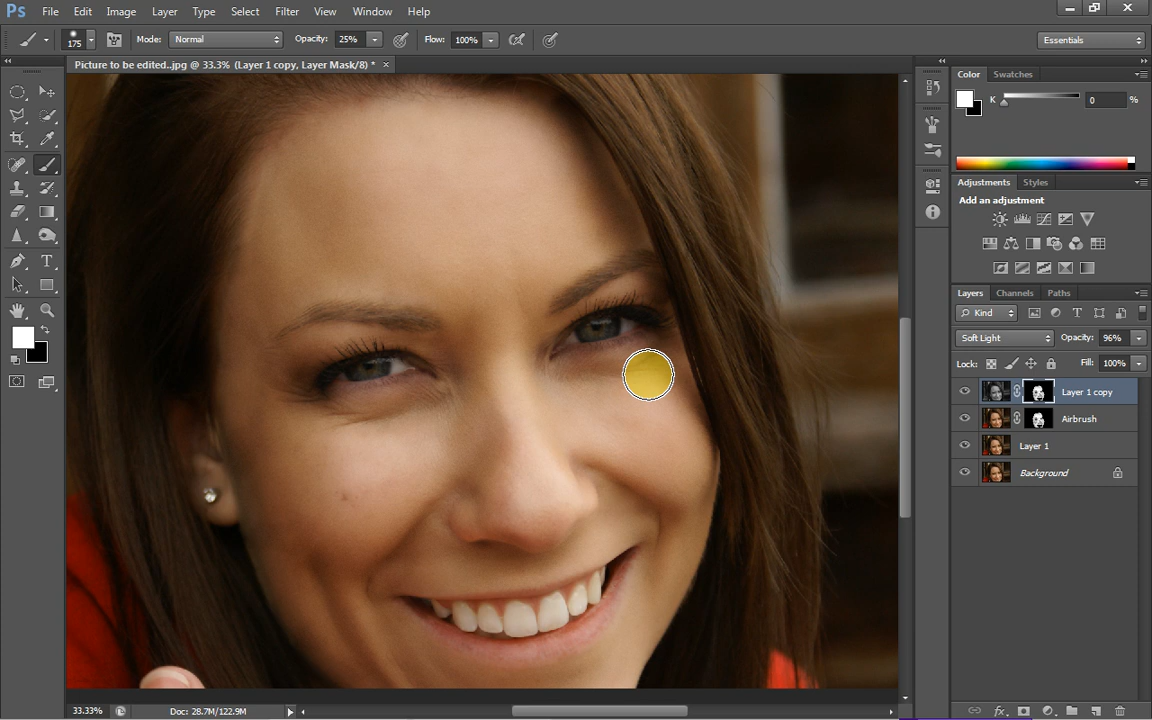 Ps File Edit Image Layer Type Select Filter View Window Help
175 Mode: Normal Opacity: 25% Flow: 100% Essentials
Picture to be edited..jpg @ 33.3% (Layer 1 copy, Layer Mask/8) * ×
Color Swatches
K 0 %
Adjustments Styles
Add an adjustment
Layers Channels Paths
Kind
Soft Light Opacity: 96%
Lock: Fill: 100%
Layer 1 copy
Airbrush
Layer 1
Background
33.33% Doc: 28.7M/122.9M
fx